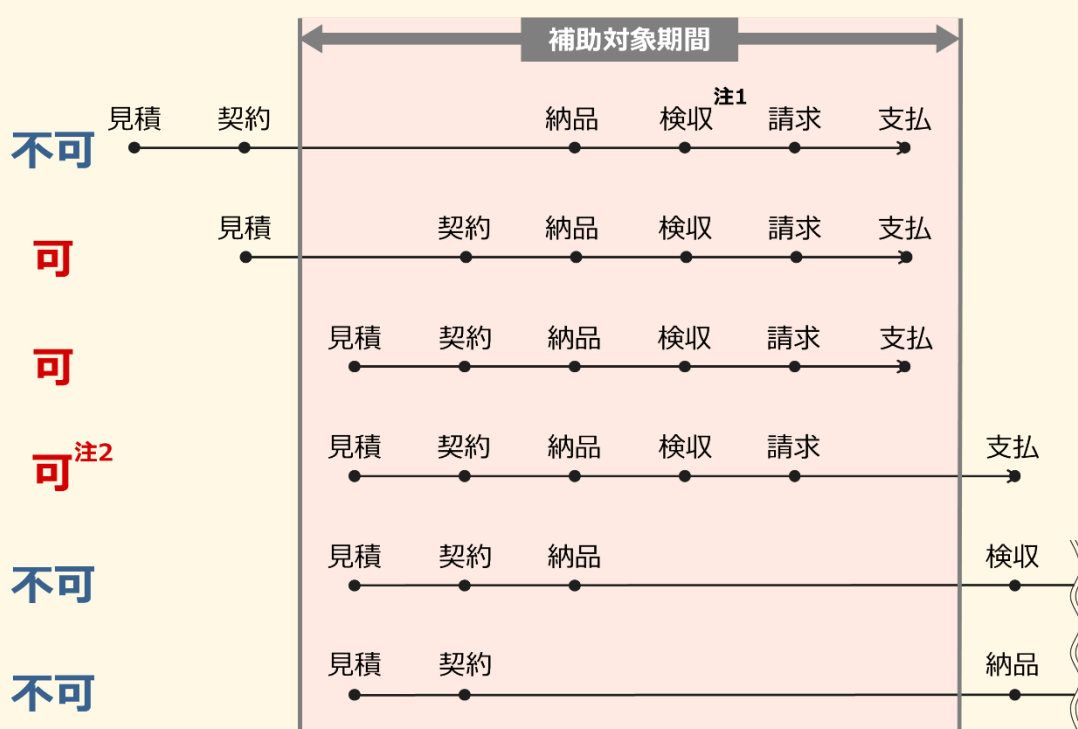 補助対象期間
不可 見積 契約 納品 検収注1 請求 支払
可 見積 契約 納品 検収 請求 支払
可 見積 契約 納品 検収 請求 支払
可注2 見積 契約 納品 検収 請求 支払
不可 見積 契約 納品 検収
不可 見積 契約 納品